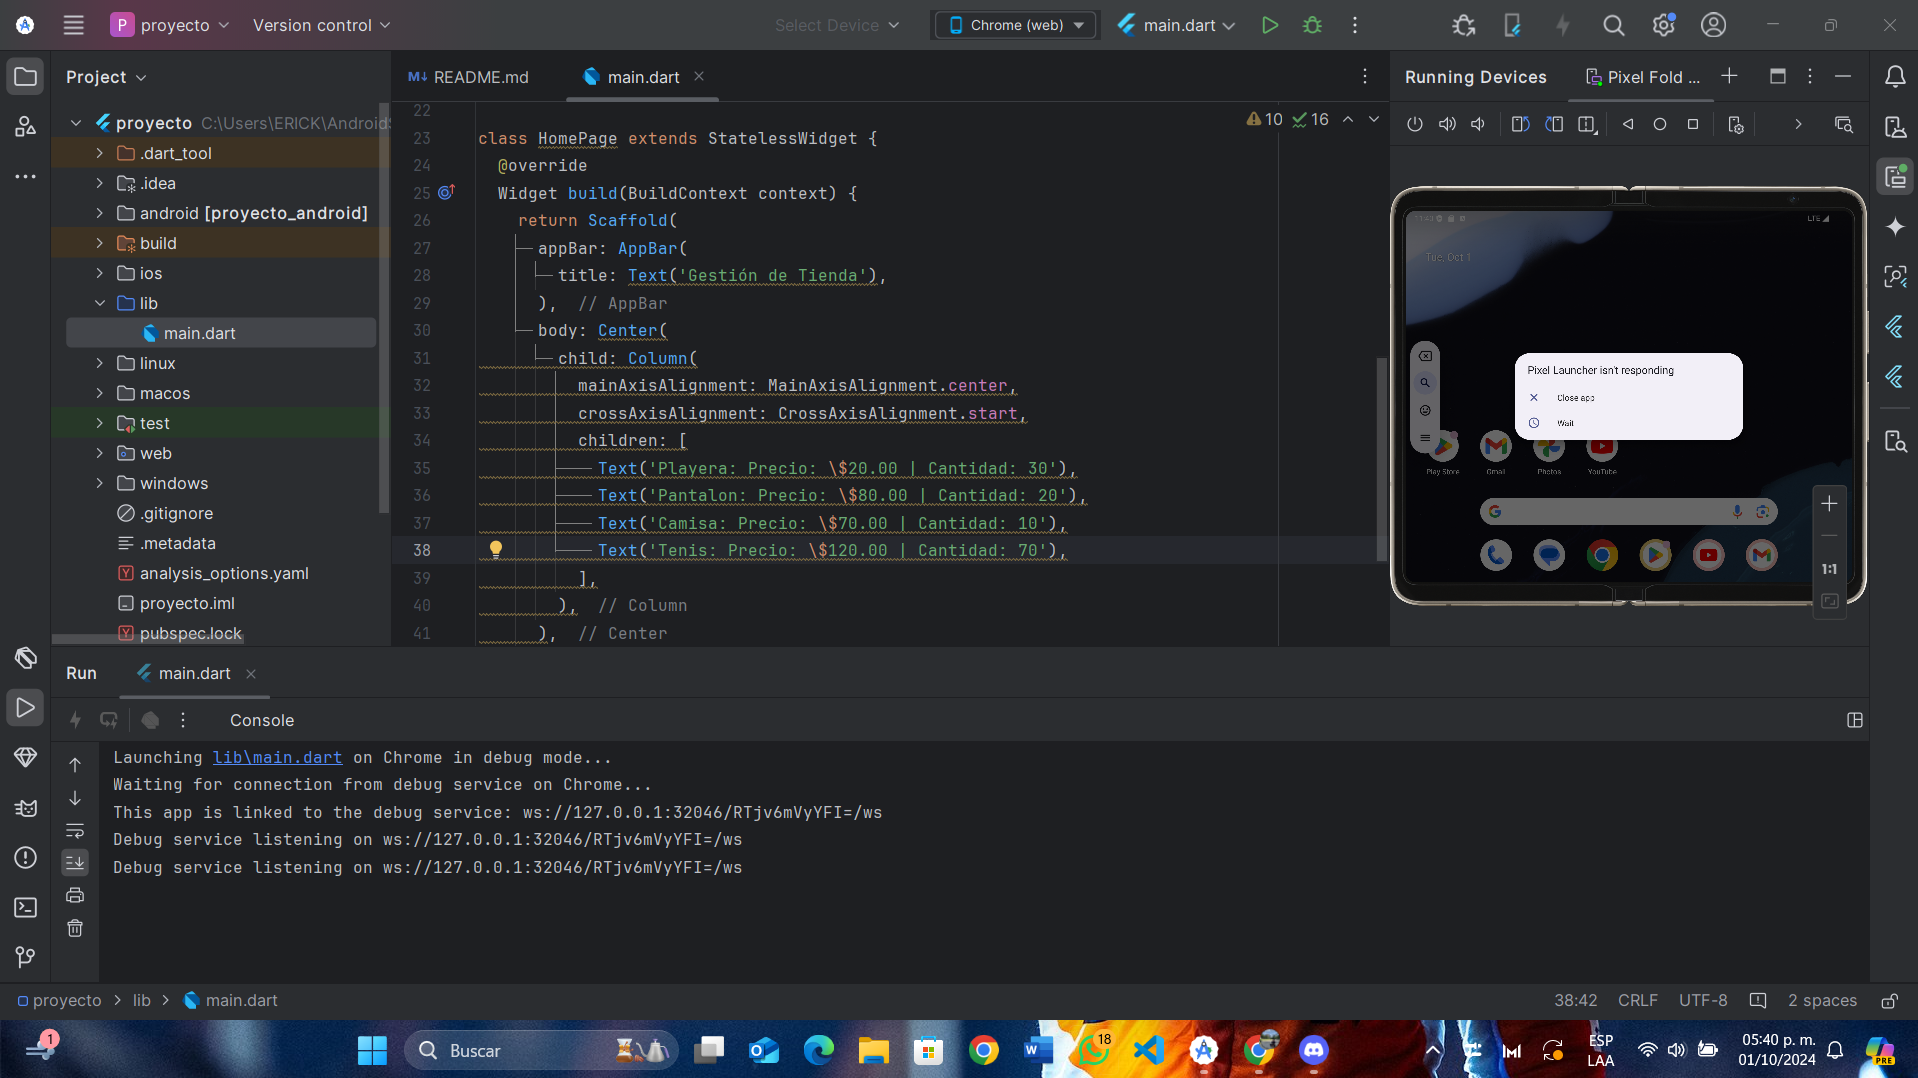 P proyecto
Version control
Select Device
Chrome (web)
main.dart
Project
M↓ README.md
main.dart
Running Devices
Pixel Fold ...
proyecto C:\Users\ERICK\AndroidS
.dart_tool
.idea
android [proyecto_android]
build
ios
lib
main.dart
linux
macos
test
web
windows
.gitignore
.metadata
analysis_options.yaml
proyecto.iml
pubspec.lock
10 16
22
23 class HomePage extends StatelessWidget {
24 @override
25 Widget build(BuildContext context) {
26 return Scaffold(
27 appBar: AppBar(
28 title: Text('Gestión de Tienda'),
29 ), // AppBar
30 body: Center(
31 child: Column(
32 mainAxisAlignment: MainAxisAlignment.center,
33 crossAxisAlignment: CrossAxisAlignment.start,
34 children: [
35 Text('Playera: Precio: \$20.00 | Cantidad: 30'),
36 Text('Pantalon: Precio: \$80.00 | Cantidad: 20'),
37 Text('Camisa: Precio: \$70.00 | Cantidad: 10'),
38 Text('Tenis: Precio: \$120.00 | Cantidad: 70'),
39 ],
40 ), // Column
41 ), // Center
LTE
Tue, Oct 1
Pixel Launcher isn't responding
Close app
Wait
Play Store
Gmail
Photos
YouTube
1:1
Run
main.dart
Console
Launching lib\main.dart on Chrome in debug mode...
Waiting for connection from debug service on Chrome...
This app is linked to the debug service: ws://127.0.0.1:32046/RTjv6mVyYFI=/ws
Debug service listening on ws://127.0.0.1:32046/RTjv6mVyYFI=/ws
Debug service listening on ws://127.0.0.1:32046/RTjv6mVyYFI=/ws
proyecto > lib > main.dart
38:42 CRLF UTF-8 2 spaces
1
Buscar
18
ESP
LAA
05:40 p. m.
01/10/2024
PRE